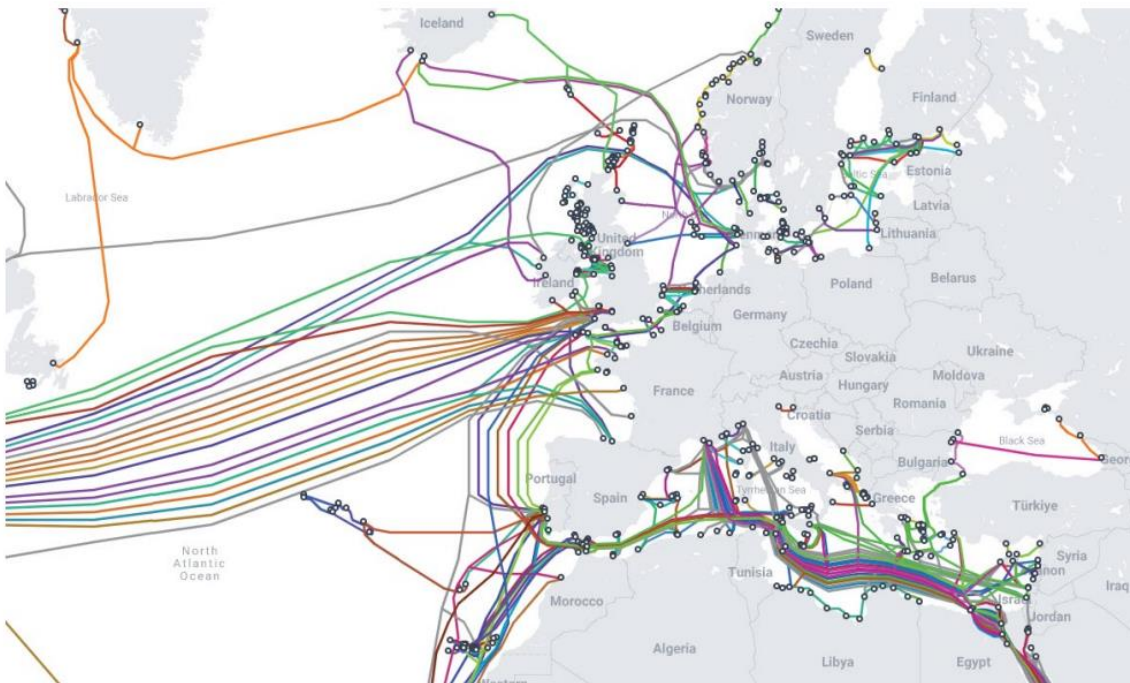 Iceland
Sweden
Finland
Norway
Labrador Sea
Estonia
Latvia
Lithuania
United
Kingdom
Ireland
Belarus
Poland
Germany
Belgium
Czechia
Ukraine
Slovakia
Austria
Moldova
Hungary
France
Romania
Croatia
Serbia
Black Sea
Italy
Bulgaria
Portugal
Spain
Tyrrhenian Sea
Greece
Türkiye
North
Atlantic
Ocean
Syria
Tunisia
Iraq
Morocco
Israel
Jordan
Algeria
Libya
Egypt